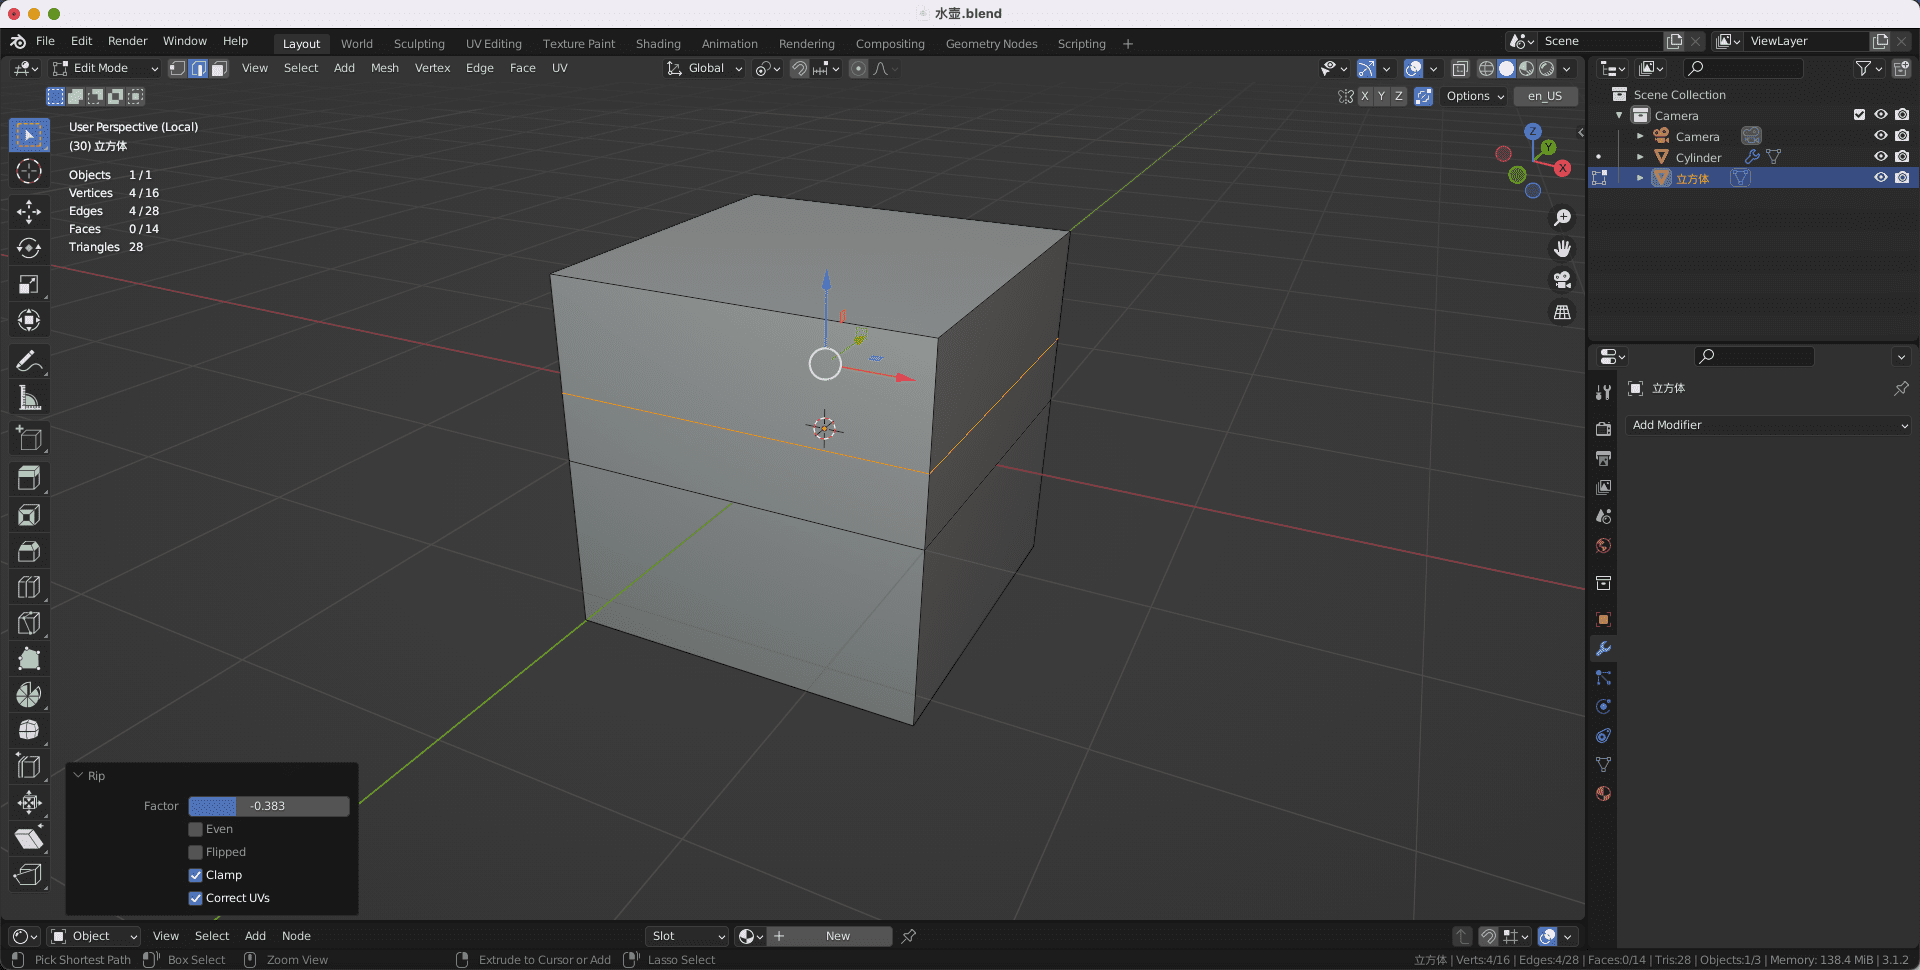 水壶.blend
File Edit Render Window Help Layout World Sculpting UV Editing Texture Paint Shading Animation Rendering Compositing Geometry Nodes Scripting + Scene ViewLayer
Edit Mode View Select Add Mesh Vertex Edge Face UV Global
X Y Z Options en_US
Scene Collection
Camera
Camera
Cylinder
立方体
User Perspective (Local)
(30) 立方体
Objects 1 / 1
Vertices 4 / 16
Edges 4 / 28
Faces 0 / 14
Triangles 28
Z
Y
X
立方体
Add Modifier
Rip
Factor -0.383
Even
Flipped
Clamp
Correct UVs
Object View Select Add Node Slot + New
Pick Shortest Path Box Select Zoom View Extrude to Cursor or Add Lasso Select 立方体 | Verts:4/16 | Edges:4/28 | Faces:0/14 | Tris:28 | Objects:1/3 | Memory: 138.4 MiB | 3.1.2